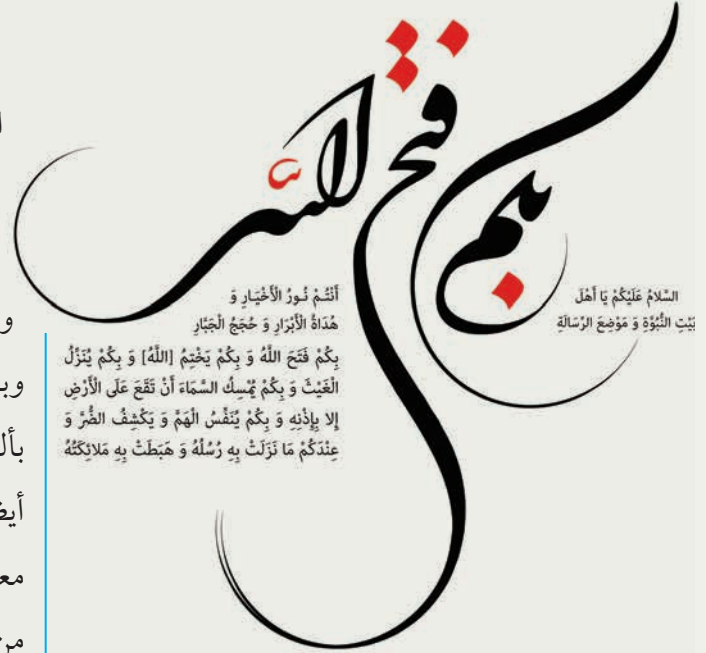 بكم فتح الله
السَّلامُ عَلَيْكُمْ يَا أَهْلَ
بَيْتِ النُّبُوَّةِ وَ مَوْضِعَ الرِّسَالَةِ
أَنْتُمْ نُورُ الْأَخْيَارِ وَ
هُدَاةُ الْأَبْرَارِ وَ حُجَجُ الْجَبَّارِ
بِكُمْ فَتَحَ اللَّهُ وَ بِكُمْ يَخْتِمُ [اللَّهُ] وَ بِكُمْ يُنَزِّلُ
الْغَيْثَ وَ بِكُمْ يُمْسِكُ السَّمَاءَ أَنْ تَقَعَ عَلَى الْأَرْضِ
إِلا بِإِذْنِهِ وَ بِكُمْ يُنَفِّسُ الْهَمَّ وَ يَكْشِفُ الضُّرَّ وَ
عِنْدَكُمْ مَا نَزَلَتْ بِهِ رُسُلُهُ وَ هَبَطَتْ بِهِ مَلائِكَتُهُ